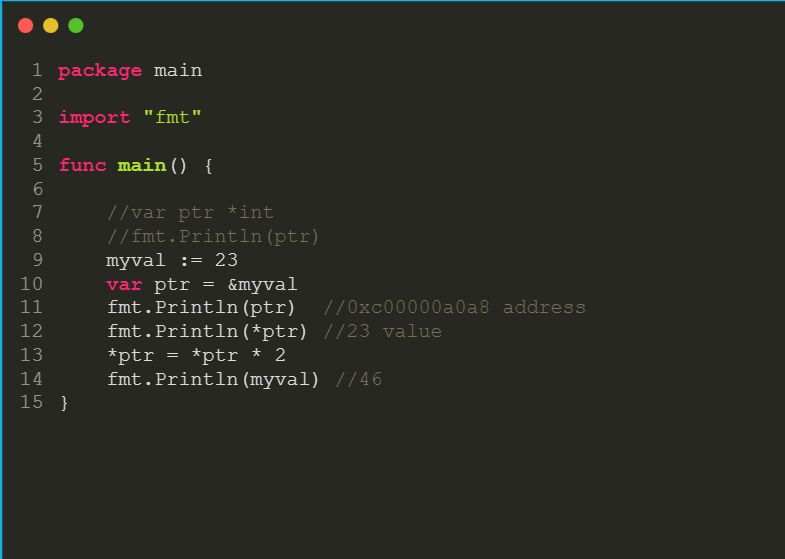 1 package main
2
3 import "fmt"
4
5 func main() {
6
7     //var ptr *int
8     //fmt.Println(ptr)
9     myval := 23
10     var ptr = &myval
11     fmt.Println(ptr)  //0xc00000a0a8 address
12     fmt.Println(*ptr) //23 value
13     *ptr = *ptr * 2
14     fmt.Println(myval) //46
15 }